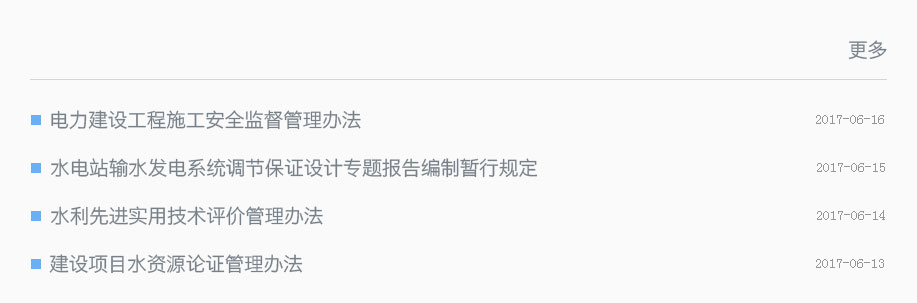 更多
电力建设工程施工安全监督管理办法 2017-06-16
水电站输水发电系统调节保证设计专题报告编制暂行规定 2017-06-15
水利先进实用技术评价管理办法 2017-06-14
建设项目水资源论证管理办法 2017-06-13